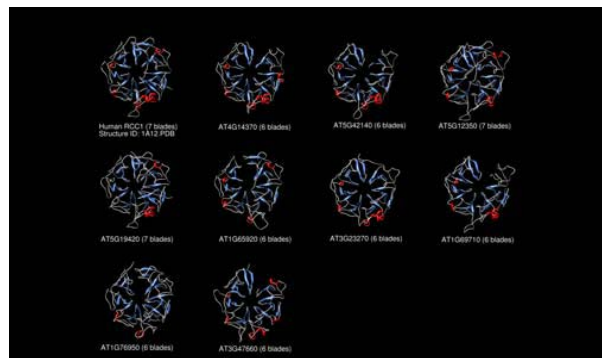 Human RCC1 (7 blades)
Structure ID: 1A12.PDB
AT4G14370 (6 blades)
AT5G42140 (6 blades)
AT5G12350 (7 blades)
AT5G19420 (7 blades)
AT1G65920 (6 blades)
AT3G23270 (6 blades)
AT1G69710 (6 blades)
AT1G76950 (6 blades)
AT3G47660 (6 blades)